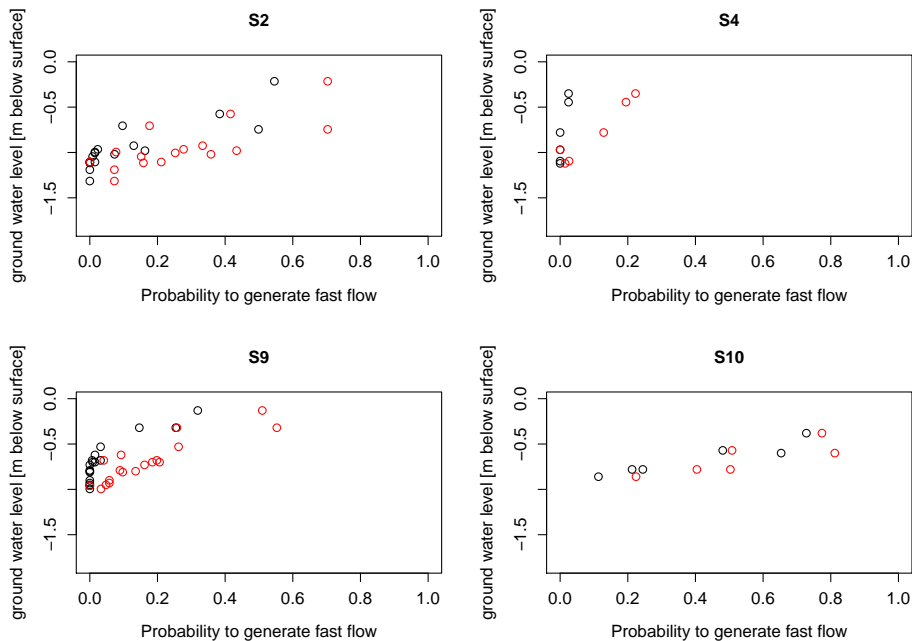 S2
ground water level [m below surface]
0.0
−0.5
−1.5
0.0 0.2 0.4 0.6 0.8 1.0
Probability to generate fast flow
S4
ground water level [m below surface]
0.0
−0.5
−1.5
0.0 0.2 0.4 0.6 0.8 1.0
Probability to generate fast flow
S9
ground water level [m below surface]
0.0
−0.5
−1.5
0.0 0.2 0.4 0.6 0.8 1.0
Probability to generate fast flow
S10
ground water level [m below surface]
0.0
−0.5
−1.5
0.0 0.2 0.4 0.6 0.8 1.0
Probability to generate fast flow